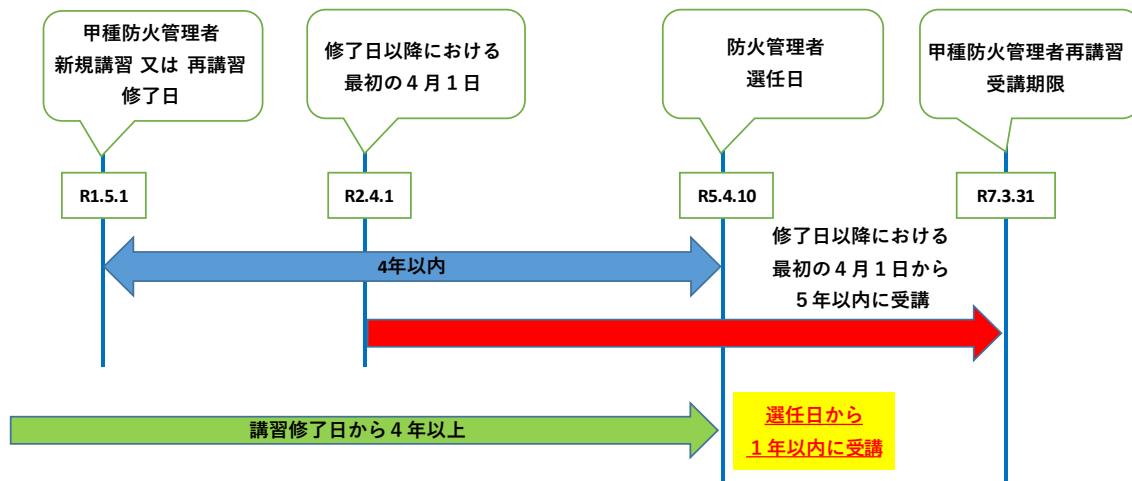 甲種防火管理者
新規講習 又は 再講習
修了日
修了日以降における
最初の４月１日
防火管理者
選任日
甲種防火管理者再講習
受講期限
R1.5.1
R2.4.1
R5.4.10
R7.3.31
4年以内
修了日以降における
最初の４月１日から
５年以内に受講
講習修了日から４年以上
選任日から
１年以内に受講